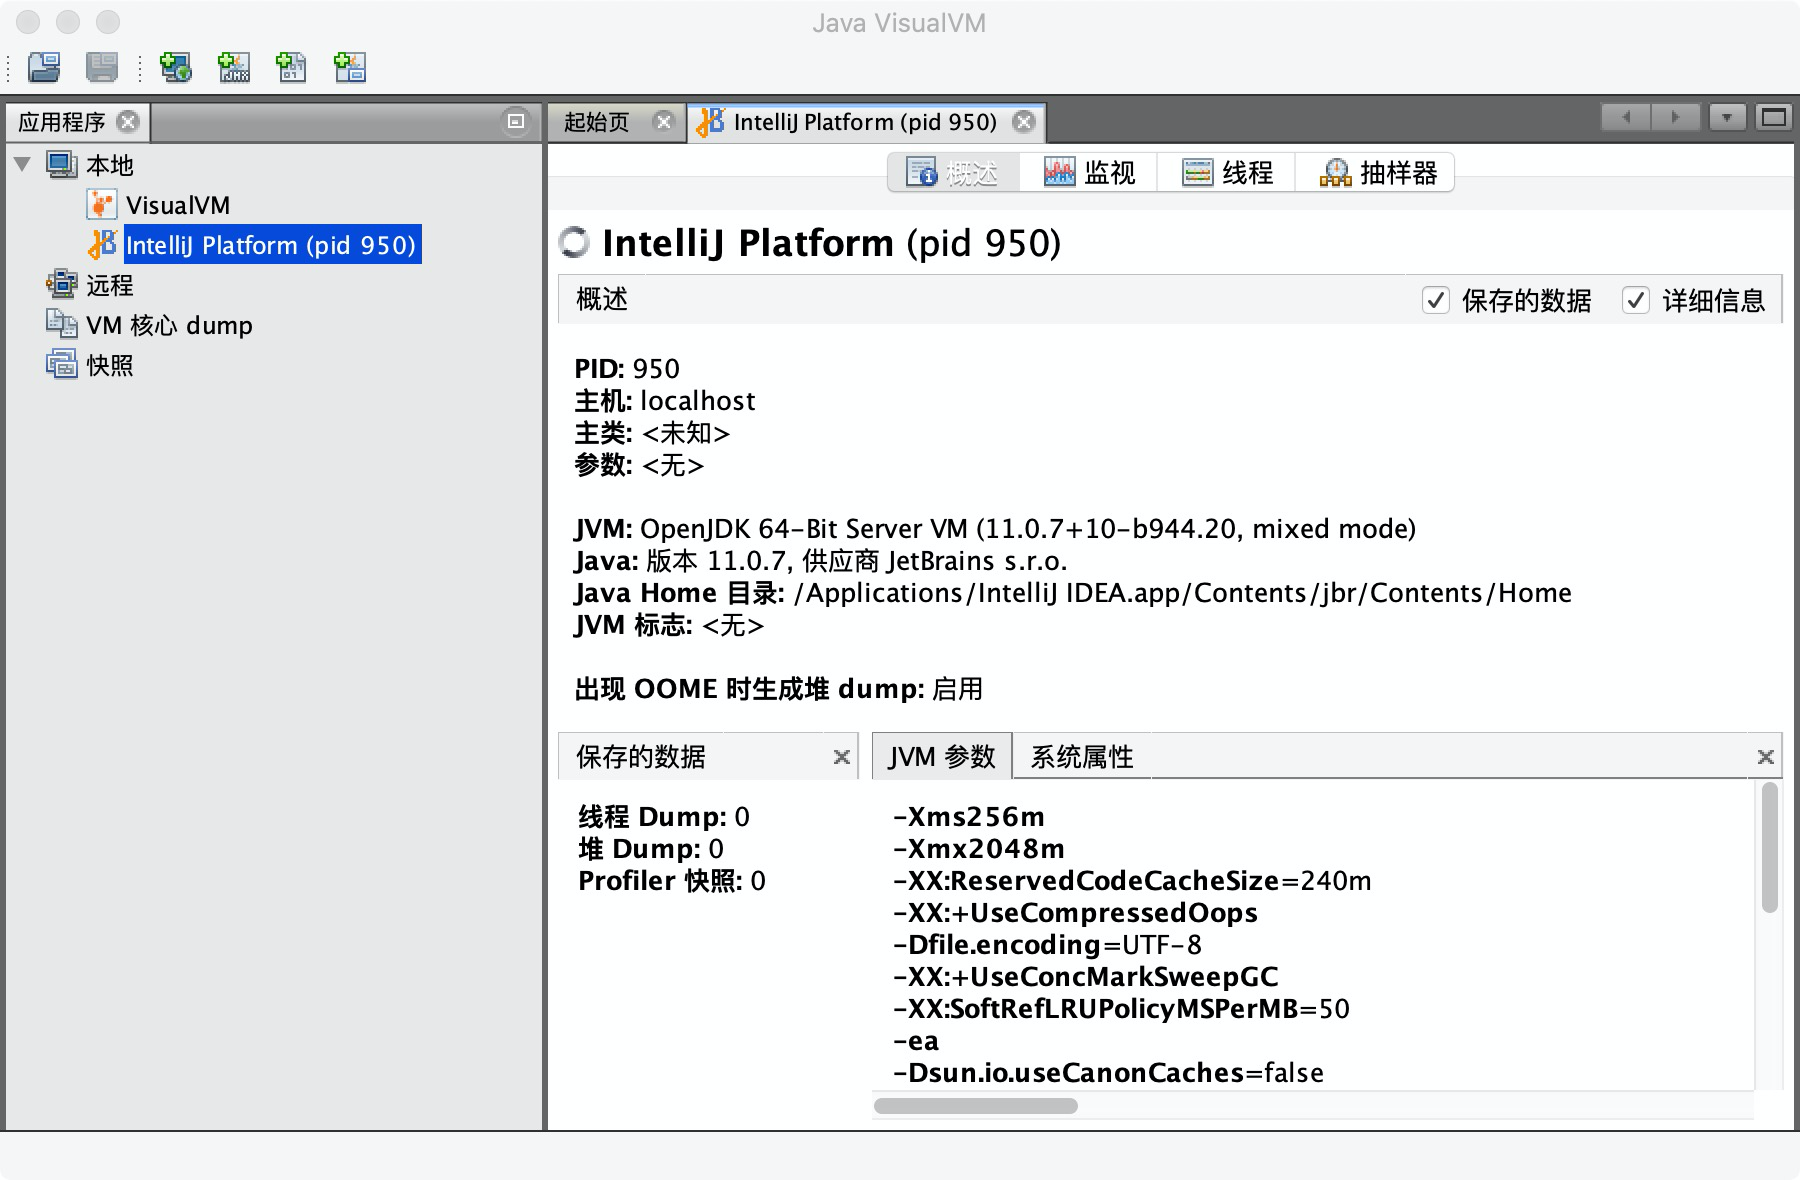 Java VisualVM
应用程序
起始页
IntelliJ Platform (pid 950)
本地
VisualVM
IntelliJ Platform (pid 950)
远程
VM 核心 dump
快照
概述
监视
线程
抽样器
IntelliJ Platform (pid 950)
概述
保存的数据
详细信息
PID: 950
主机: localhost
主类: <未知>
参数: <无>
JVM: OpenJDK 64-Bit Server VM (11.0.7+10-b944.20, mixed mode)
Java: 版本 11.0.7, 供应商 JetBrains s.r.o.
Java Home 目录: /Applications/IntelliJ IDEA.app/Contents/jbr/Contents/Home
JVM 标志: <无>
出现 OOME 时生成堆 dump: 启用
保存的数据
线程 Dump: 0
堆 Dump: 0
Profiler 快照: 0
JVM 参数
系统属性
-Xms256m
-Xmx2048m
-XX:ReservedCodeCacheSize=240m
-XX:+UseCompressedOops
-Dfile.encoding=UTF-8
-XX:+UseConcMarkSweepGC
-XX:SoftRefLRUPolicyMSPerMB=50
-ea
-Dsun.io.useCanonCaches=false